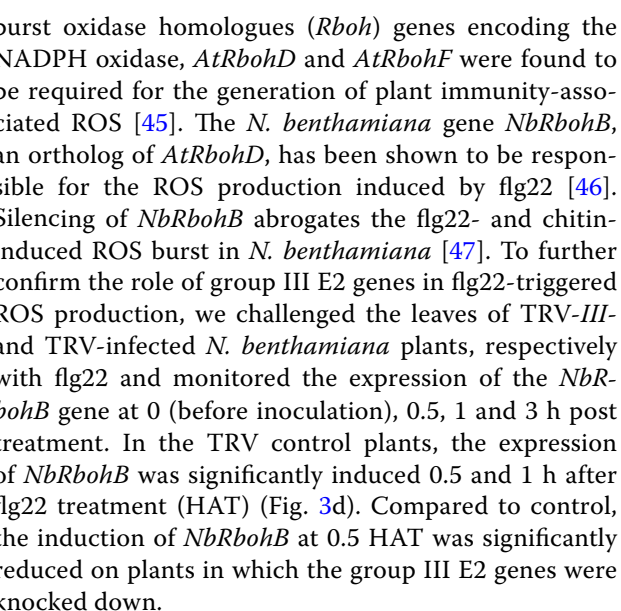 burst oxidase homologues (Rboh) genes encoding the
NADPH oxidase, AtRbohD and AtRbohF were found to
be required for the generation of plant immunity-asso-
ciated ROS [45]. The N. benthamiana gene NbRbohB,
an ortholog of AtRbohD, has been shown to be respon-
sible for the ROS production induced by flg22 [46].
Silencing of NbRbohB abrogates the flg22- and chitin-
nduced ROS burst in N. benthamiana [47]. To further
confirm the role of group III E2 genes in flg22-triggered
ROS production, we challenged the leaves of TRV-III-
and TRV-infected N. benthamiana plants, respectively
with flg22 and monitored the expression of the NbR-
bohB gene at 0 (before inoculation), 0.5, 1 and 3 h post
treatment. In the TRV control plants, the expression
of NbRbohB was significantly induced 0.5 and 1 h after
flg22 treatment (HAT) (Fig. 3d). Compared to control,
the induction of NbRbohB at 0.5 HAT was significantly
reduced on plants in which the group III E2 genes were
knocked down.